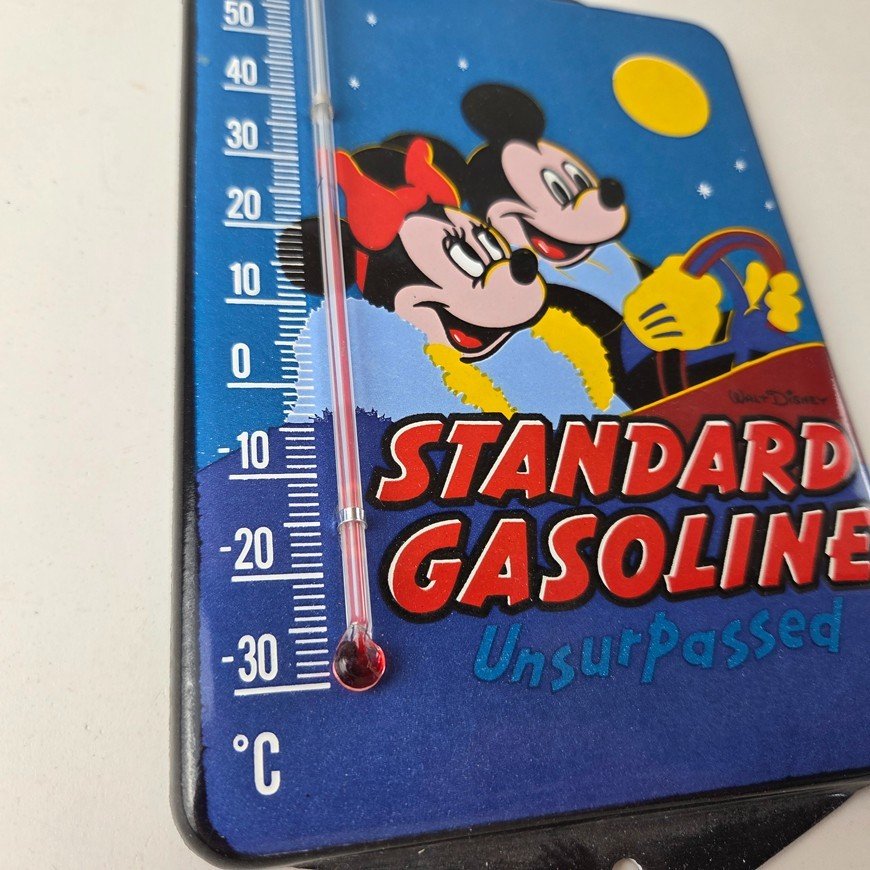 50
40
30
20
10
0
-10
-20
-30
°C
Walt Disney
STANDARD
GASOLINE
Unsurpassed